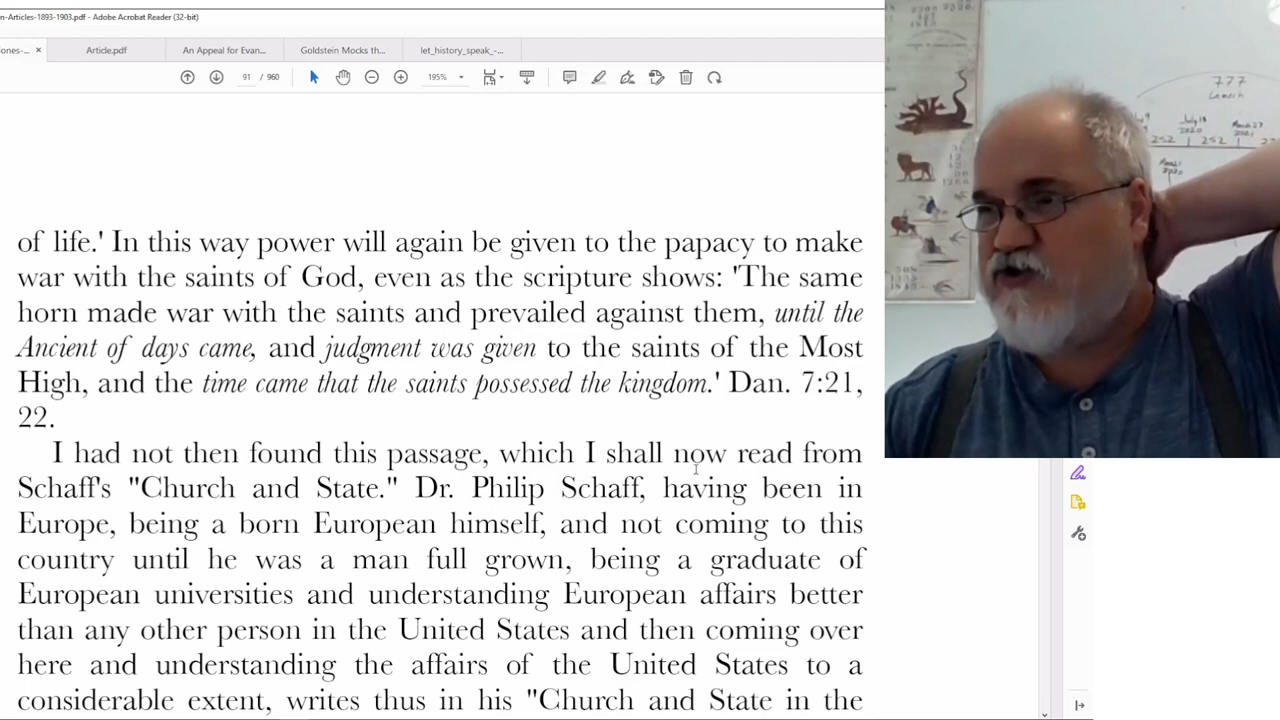 n-Articles-1893-1903.pdf - Adobe Acrobat Reader (32-bit)
ones-... × Article.pdf An Appeal for Evan... Goldstein Mocks th... let_history_speak_-...
91 / 960 195%
of life.' In this way power will again be given to the papacy to make
war with the saints of God, even as the scripture shows: 'The same
horn made war with the saints and prevailed against them, until the
Ancient of days came, and judgment was given to the saints of the Most
High, and the time came that the saints possessed the kingdom.' Dan. 7:21,
22.
I had not then found this passage, which I shall now read from
Schaff's "Church and State." Dr. Philip Schaff, having been in
Europe, being a born European himself, and not coming to this
country until he was a man full grown, being a graduate of
European universities and understanding European affairs better
than any other person in the United States and then coming over
here and understanding the affairs of the United States to a
considerable extent, writes thus in his "Church and State in the
777
Lamech
July 18
2020
252
252